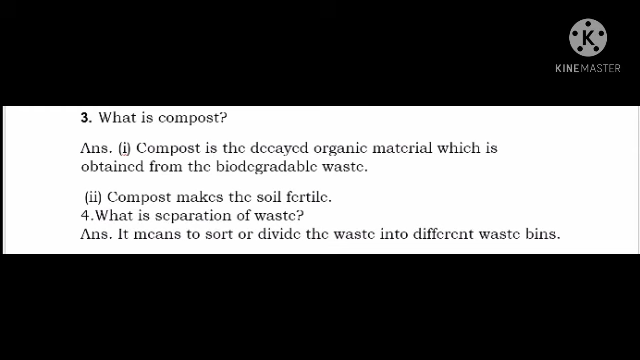 KINEMASTER
3. What is compost?
Ans. (i) Compost is the decayed organic material which is
obtained from the biodegradable waste.
(ii) Compost makes the soil fertile.
4.What is separation of waste?
Ans. It means to sort or divide the waste into different waste bins.